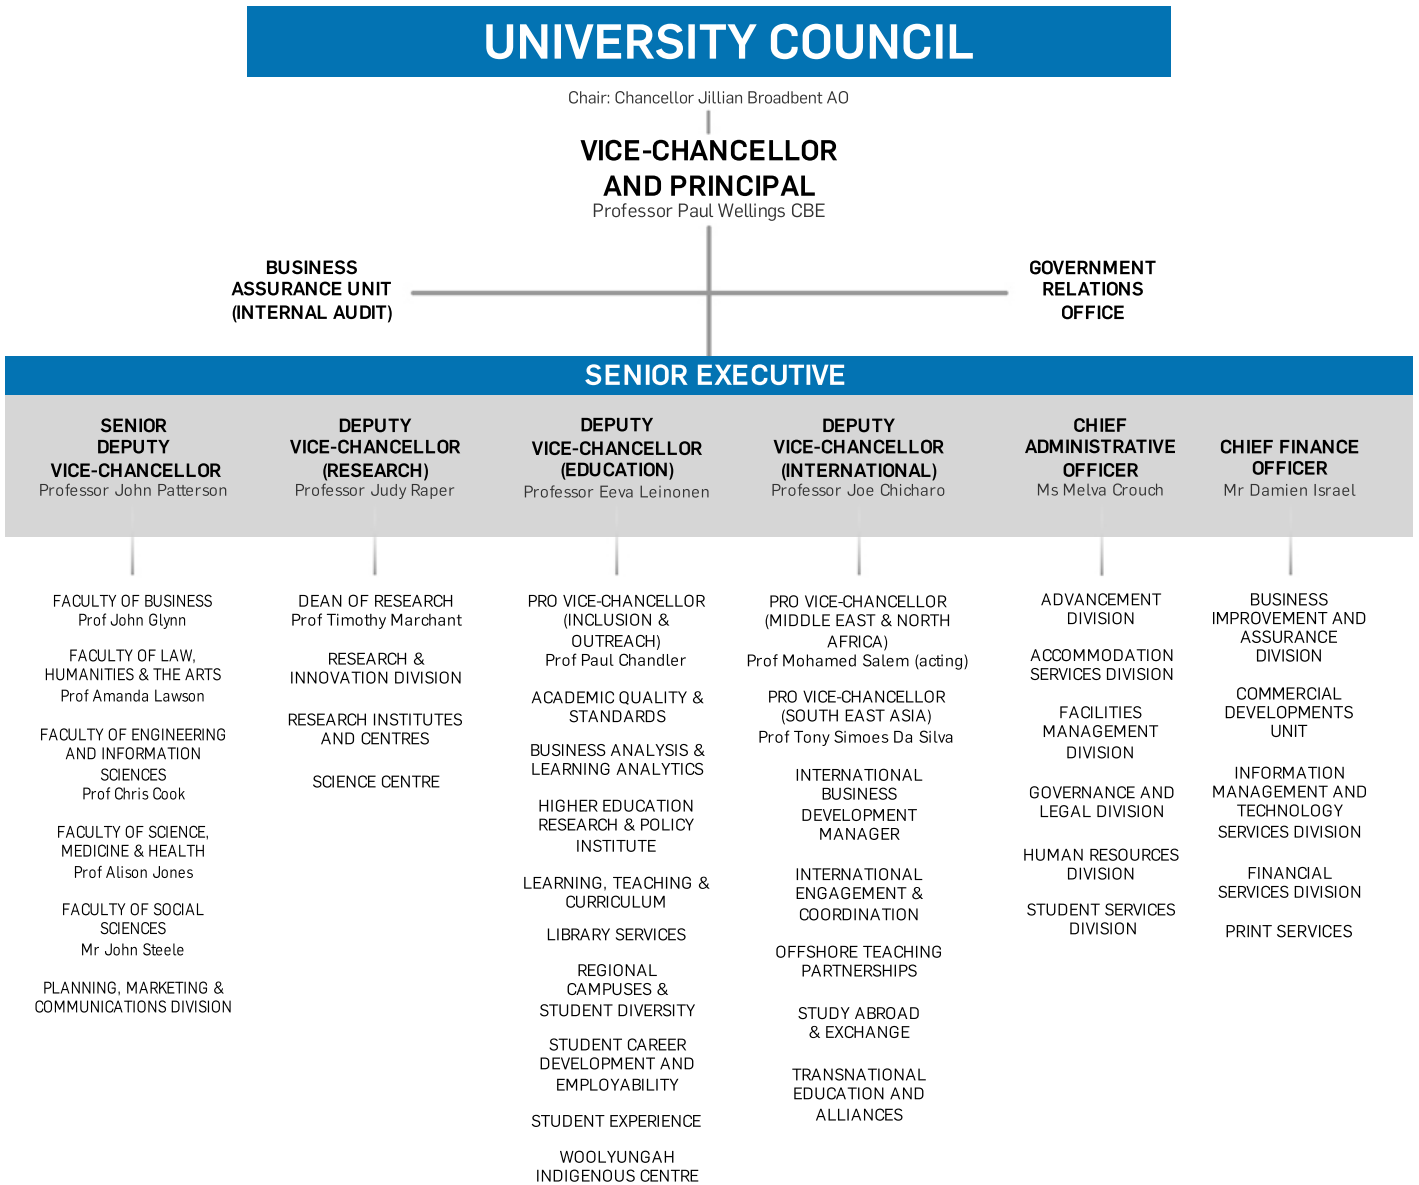 UNIVERSITY COUNCIL
Chair: Chancellor Jillian Broadbent AO
VICE-CHANCELLOR
AND PRINCIPAL
Professor Paul Wellings CBE
BUSINESS
ASSURANCE UNIT
(INTERNAL AUDIT)
GOVERNMENT
RELATIONS
OFFICE
SENIOR EXECUTIVE
SENIOR
DEPUTY
VICE-CHANCELLOR
Professor John Patterson
DEPUTY
VICE-CHANCELLOR
(RESEARCH)
Professor Judy Raper
DEPUTY
VICE-CHANCELLOR
(EDUCATION)
Professor Eeva Leinonen
DEPUTY
VICE-CHANCELLOR
(INTERNATIONAL)
Professor Joe Chicharo
CHIEF
ADMINISTRATIVE
OFFICER
Ms Melva Crouch
CHIEF FINANCE
OFFICER
Mr Damien Israel
FACULTY OF BUSINESS
Prof John Glynn
FACULTY OF LAW,
HUMANITIES & THE ARTS
Prof Amanda Lawson
FACULTY OF ENGINEERING
AND INFORMATION
SCIENCES
Prof Chris Cook
FACULTY OF SCIENCE,
MEDICINE & HEALTH
Prof Alison Jones
FACULTY OF SOCIAL
SCIENCES
Mr John Steele
PLANNING, MARKETING &
COMMUNICATIONS DIVISION
DEAN OF RESEARCH
Prof Timothy Marchant
RESEARCH &
INNOVATION DIVISION
RESEARCH INSTITUTES
AND CENTRES
SCIENCE CENTRE
PRO VICE-CHANCELLOR
(INCLUSION &
OUTREACH)
Prof Paul Chandler
ACADEMIC QUALITY &
STANDARDS
BUSINESS ANALYSIS &
LEARNING ANALYTICS
HIGHER EDUCATION
RESEARCH & POLICY
INSTITUTE
LEARNING, TEACHING &
CURRICULUM
LIBRARY SERVICES
REGIONAL
CAMPUSES &
STUDENT DIVERSITY
STUDENT CAREER
DEVELOPMENT AND
EMPLOYABILITY
STUDENT EXPERIENCE
WOOLYUNGAH
INDIGENOUS CENTRE
PRO VICE-CHANCELLOR
(MIDDLE EAST & NORTH
AFRICA)
Prof Mohamed Salem (acting)
PRO VICE-CHANCELLOR
(SOUTH EAST ASIA)
Prof Tony Simoes Da Silva
INTERNATIONAL
BUSINESS
DEVELOPMENT
MANAGER
INTERNATIONAL
ENGAGEMENT &
COORDINATION
OFFSHORE TEACHING
PARTNERSHIPS
STUDY ABROAD
& EXCHANGE
TRANSNATIONAL
EDUCATION AND
ALLIANCES
ADVANCEMENT
DIVISION
ACCOMMODATION
SERVICES DIVISION
FACILITIES
MANAGEMENT
DIVISION
GOVERNANCE AND
LEGAL DIVISION
HUMAN RESOURCES
DIVISION
STUDENT SERVICES
DIVISION
BUSINESS
IMPROVEMENT AND
ASSURANCE
DIVISION
COMMERCIAL
DEVELOPMENTS
UNIT
INFORMATION
MANAGEMENT AND
TECHNOLOGY
SERVICES DIVISION
FINANCIAL
SERVICES DIVISION
PRINT SERVICES